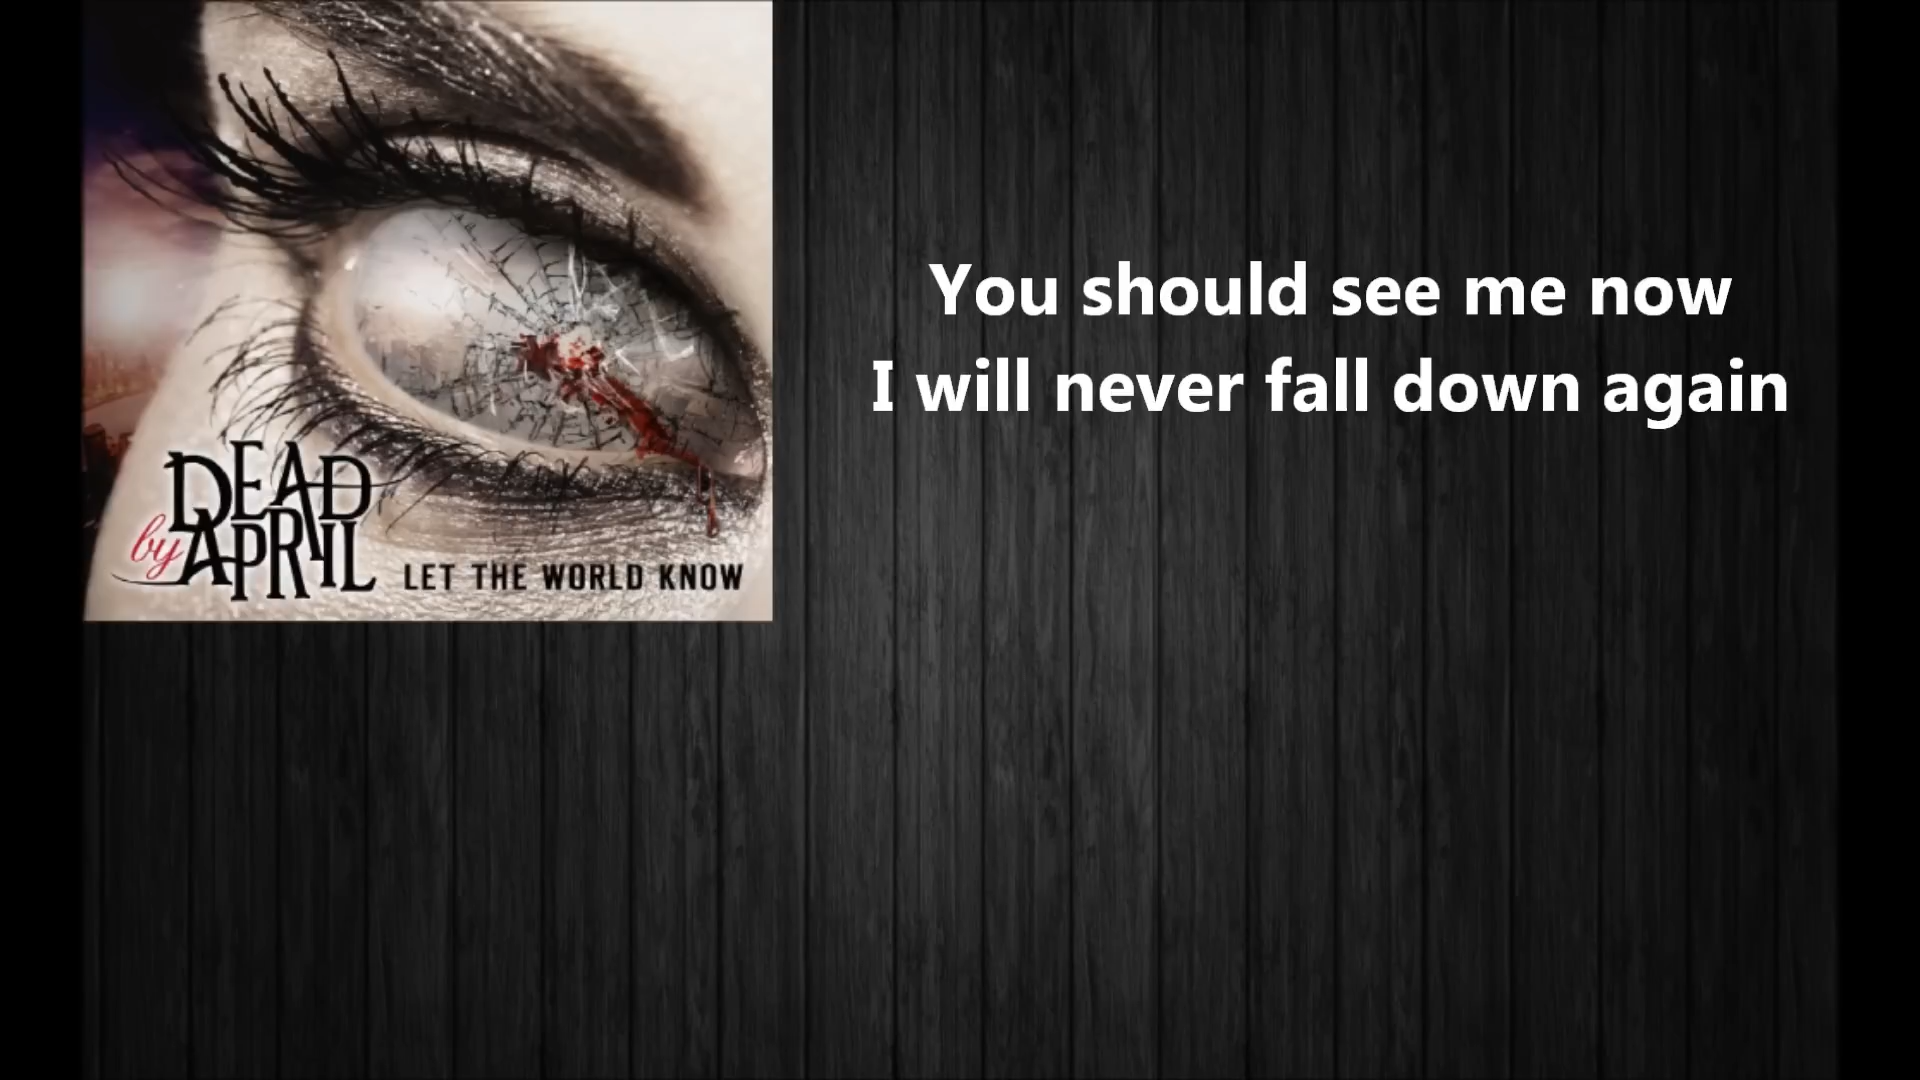 DEAD
by APRIL
LET THE WORLD KNOW
You should see me now
I will never fall down again